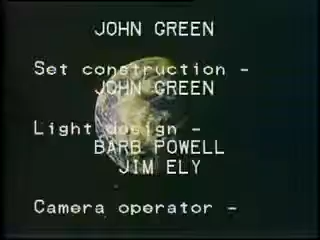 JOHN GREEN
Set construction -
JOHN GREEN
Light design -
BARB POWELL
JIM ELY
Camera operator -